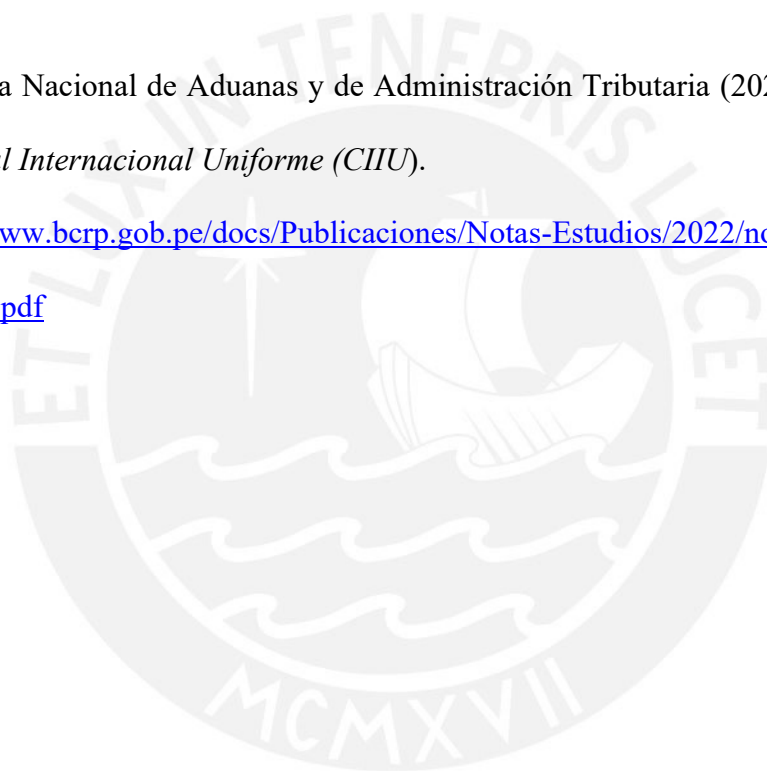 a Nacional de Aduanas y de Administración Tributaria (202
l Internacional Uniforme (CIIU).
ww.bcrp.gob.pe/docs/Publicaciones/Notas-Estudios/2022/no
pdf
ET LUX IN TENEBRIS LUCET
MCMXVII